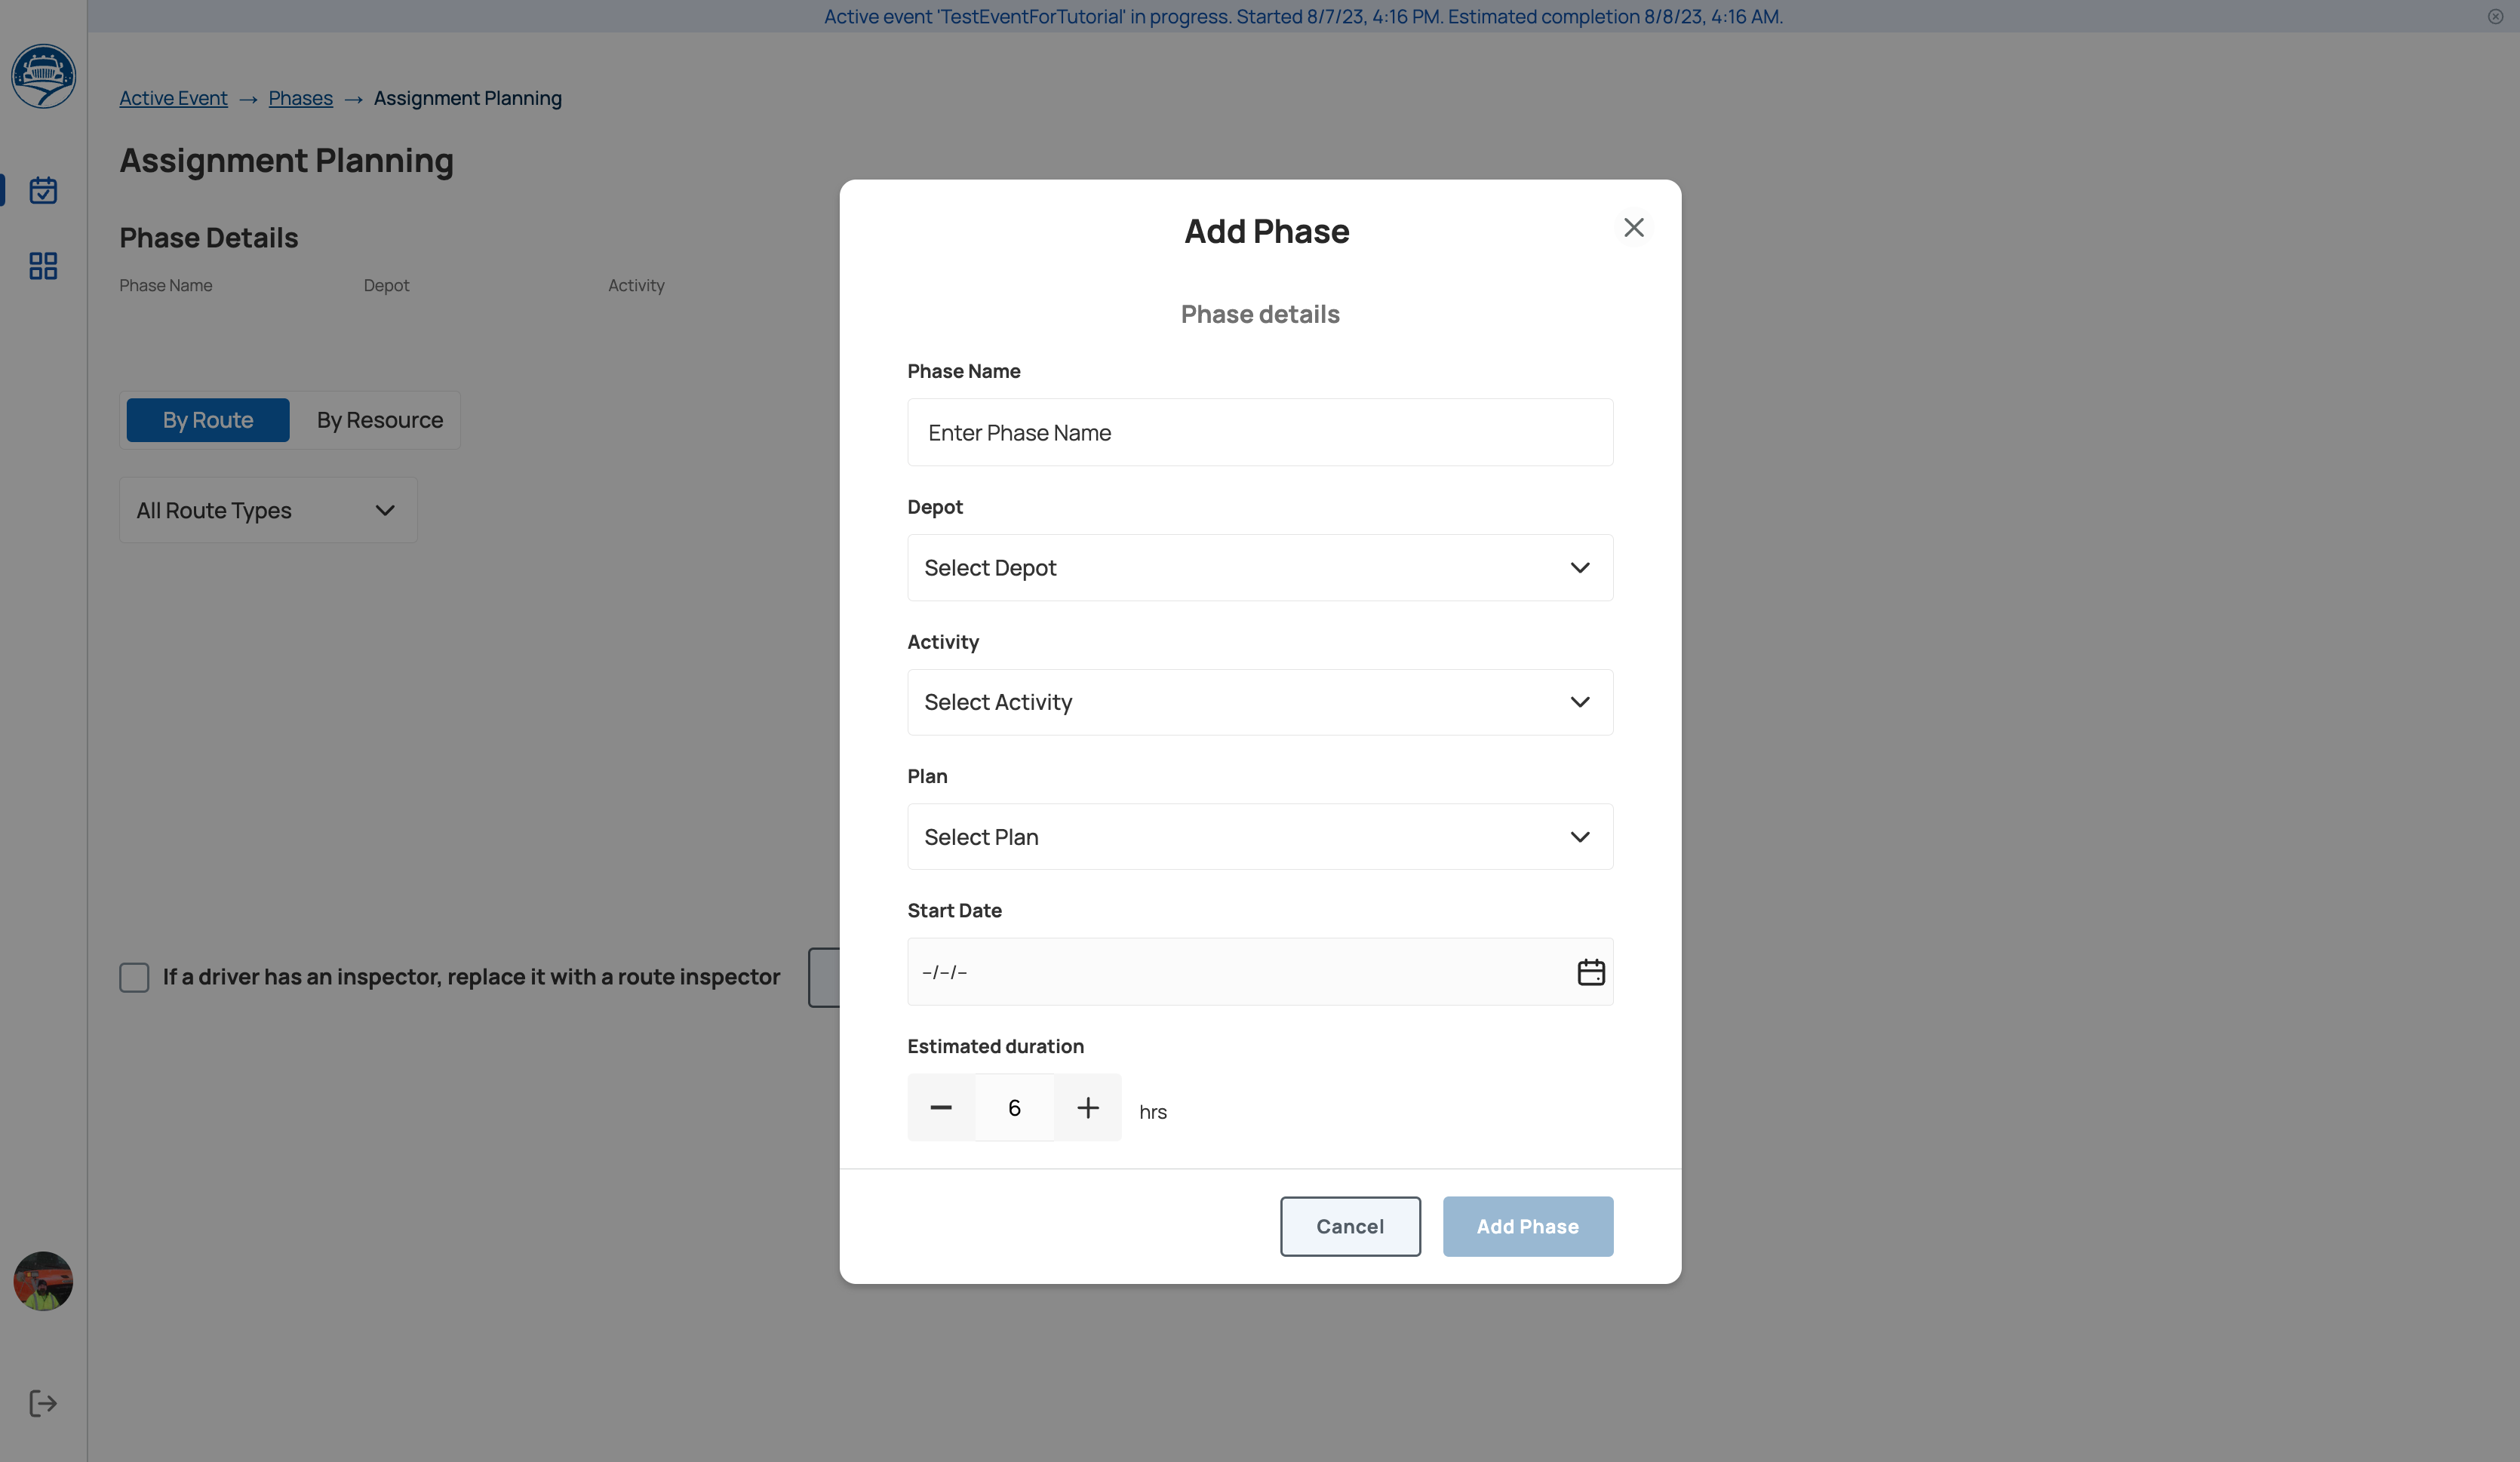 Active event 'TestEventForTutorial' in progress. Started 8/7/23, 4:16 PM. Estimated completion 8/8/23, 4:16 AM.
Active Event → Phases → Assignment Planning
Assignment Planning
Phase Details
Phase Name Depot Activity
By Route By Resource
All Route Types
If a driver has an inspector, replace it with a route inspector
Add Phase
Phase details
Phase Name
Enter Phase Name
Depot
Select Depot
Activity
Select Activity
Plan
Select Plan
Start Date
–/–/–
Estimated duration
6 hrs
Cancel Add Phase